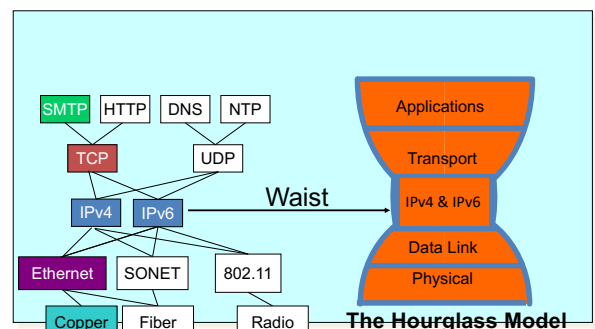 SMTP HTTP DNS NTP
Applications
TCP UDP
Transport
Waist
IPv4 IPv6
IPv4 & IPv6
Data Link
Ethernet SONET 802.11
Physical
Copper Fiber Radio
The Hourglass Model